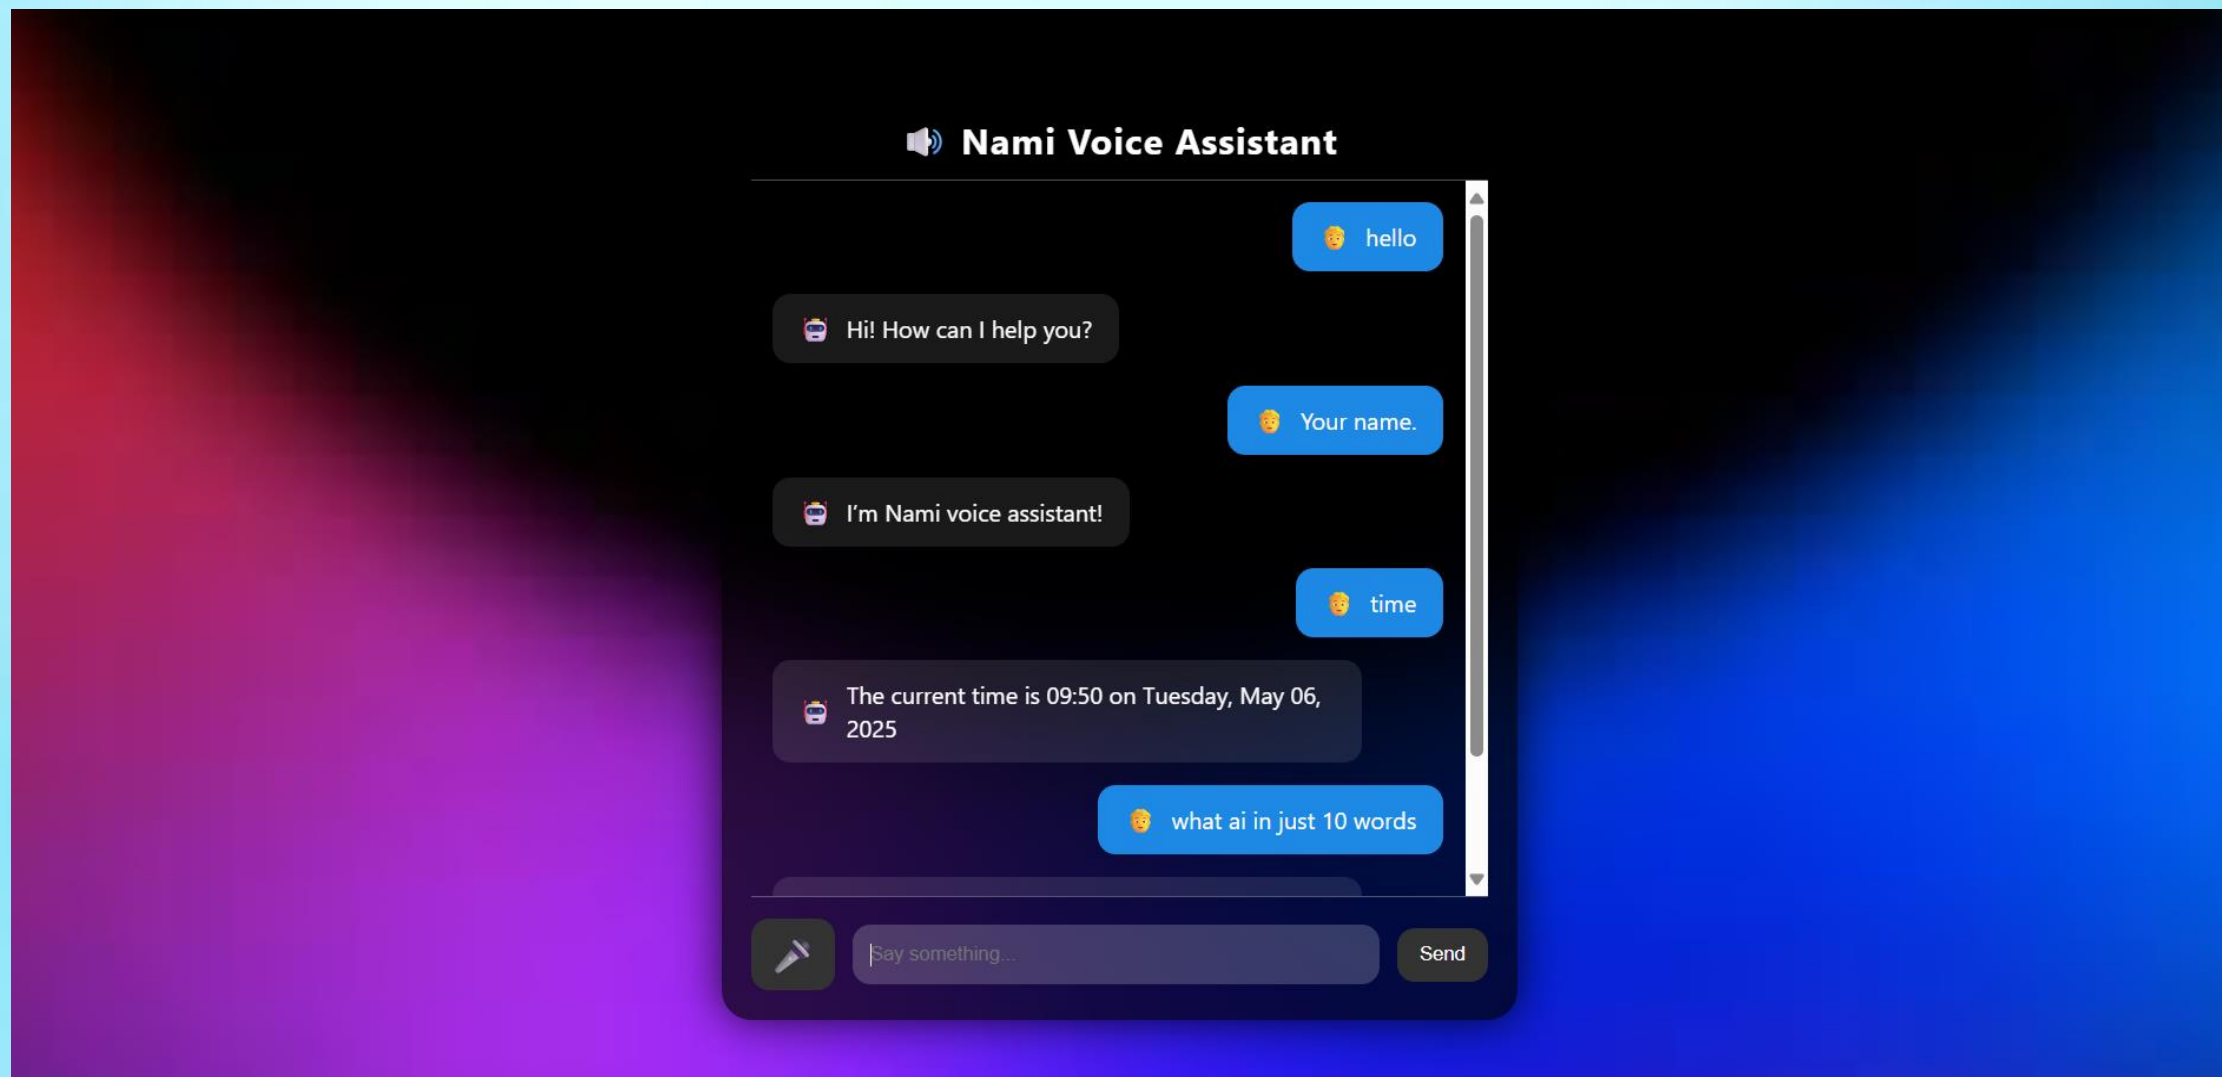 Nami Voice Assistant
hello
Hi! How can I help you?
Your name.
I'm Nami voice assistant!
time
The current time is 09:50 on Tuesday, May 06,
2025
what ai in just 10 words
Say something...
Send